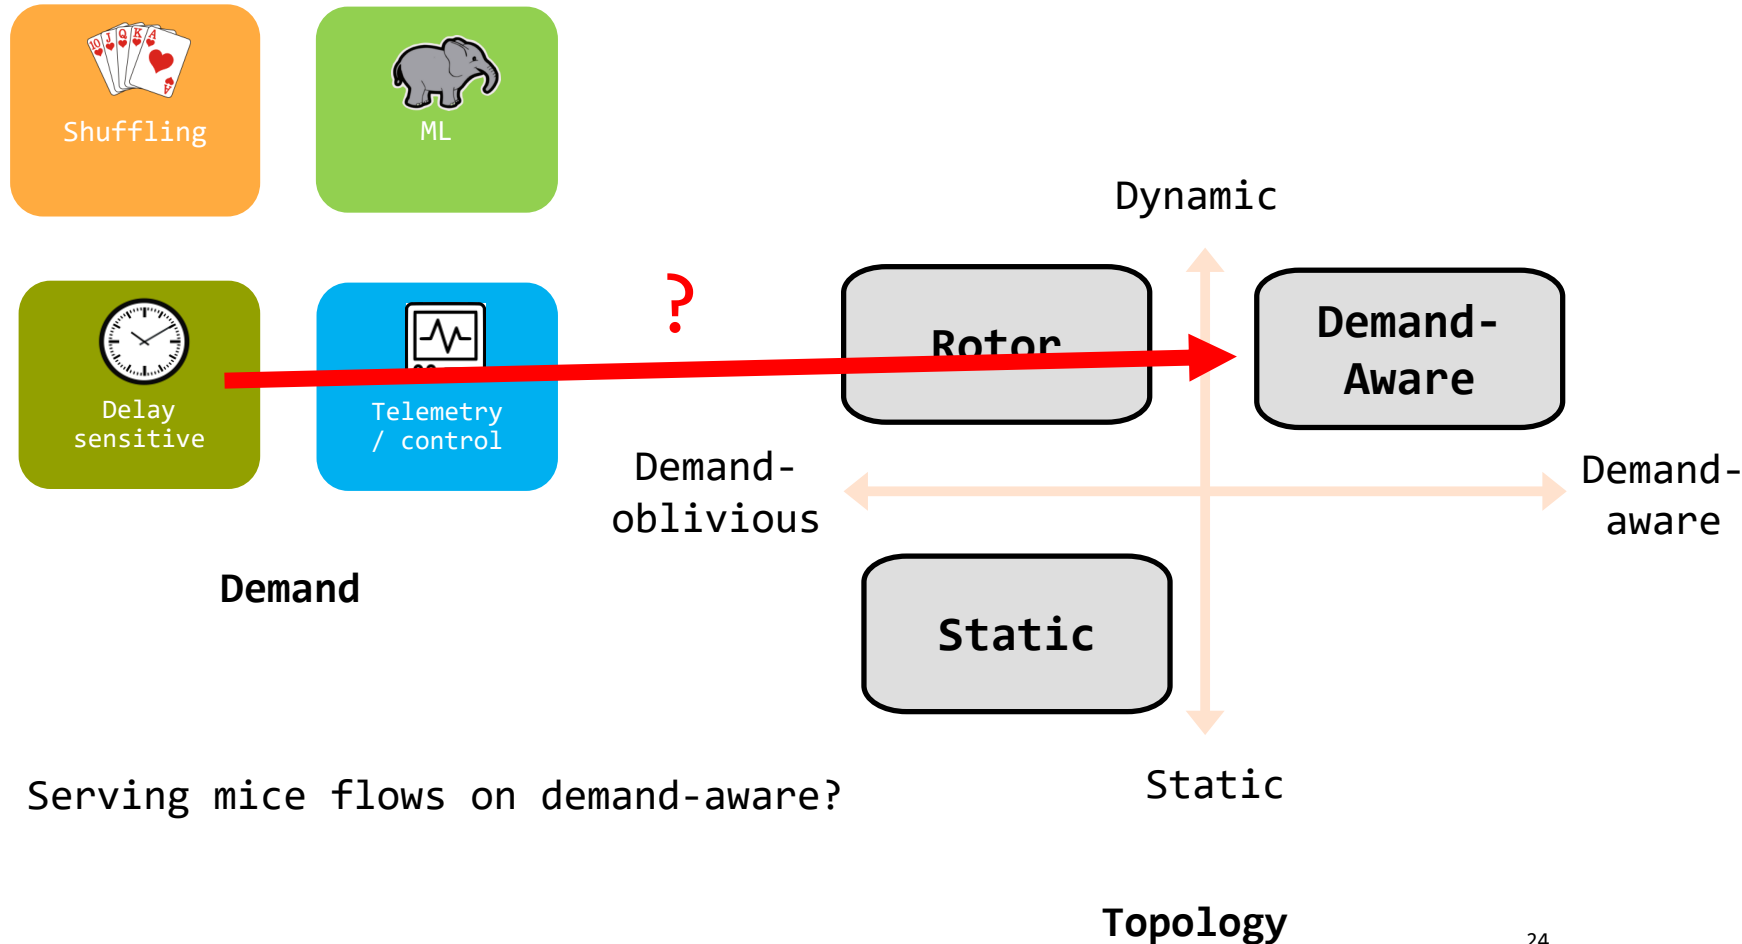 10 J Q K A
A
Shuffling
ML
Dynamic
?
Rotor
Demand-
Aware
Delay
sensitive
Telemetry
/ control
Demand-
oblivious
Demand-
aware
Demand
Static
Serving mice flows on demand-aware?
Static
Topology
24